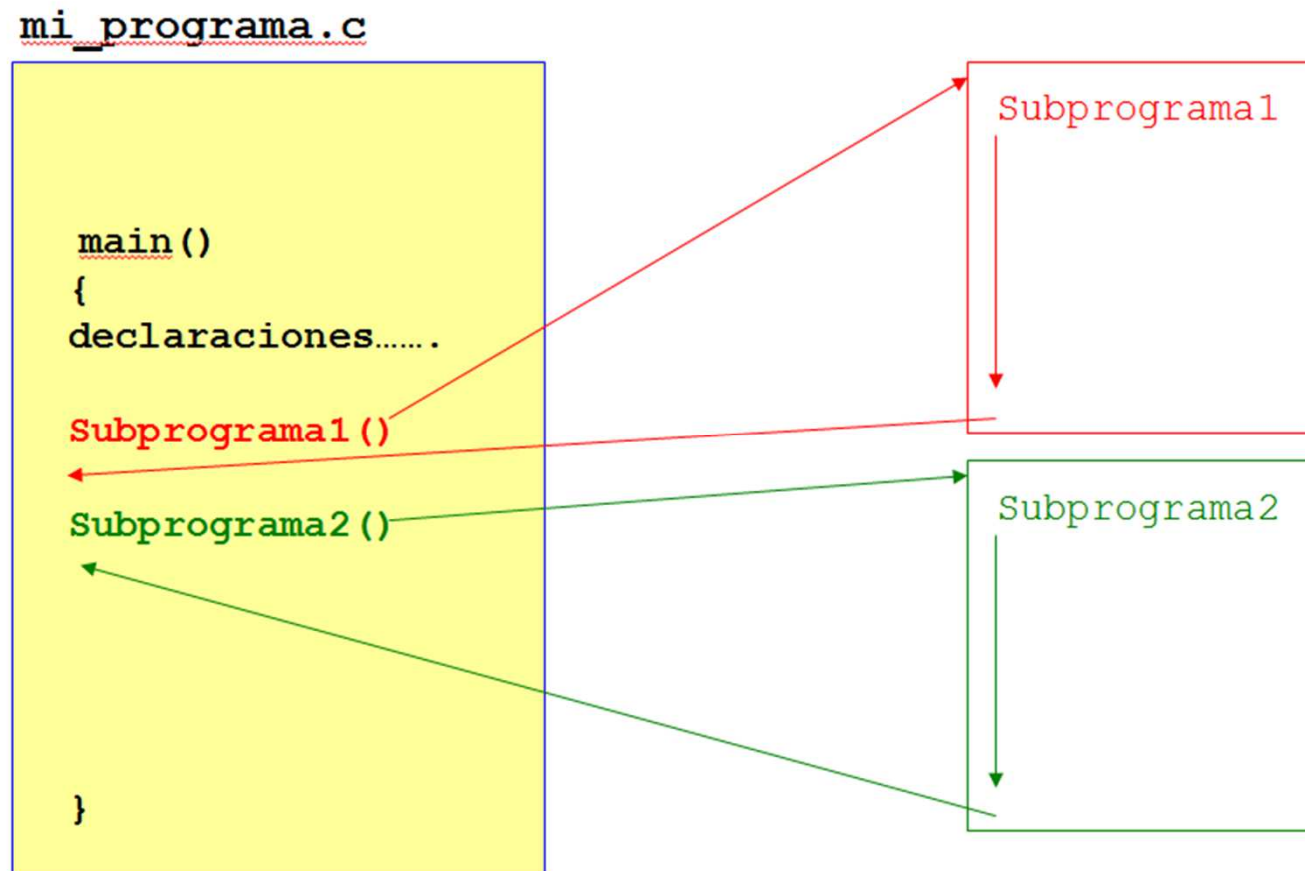 mi_programa.c
main()
{
declaraciones…….
Subprograma1()
Subprograma2()
}
Subprograma1
Subprograma2